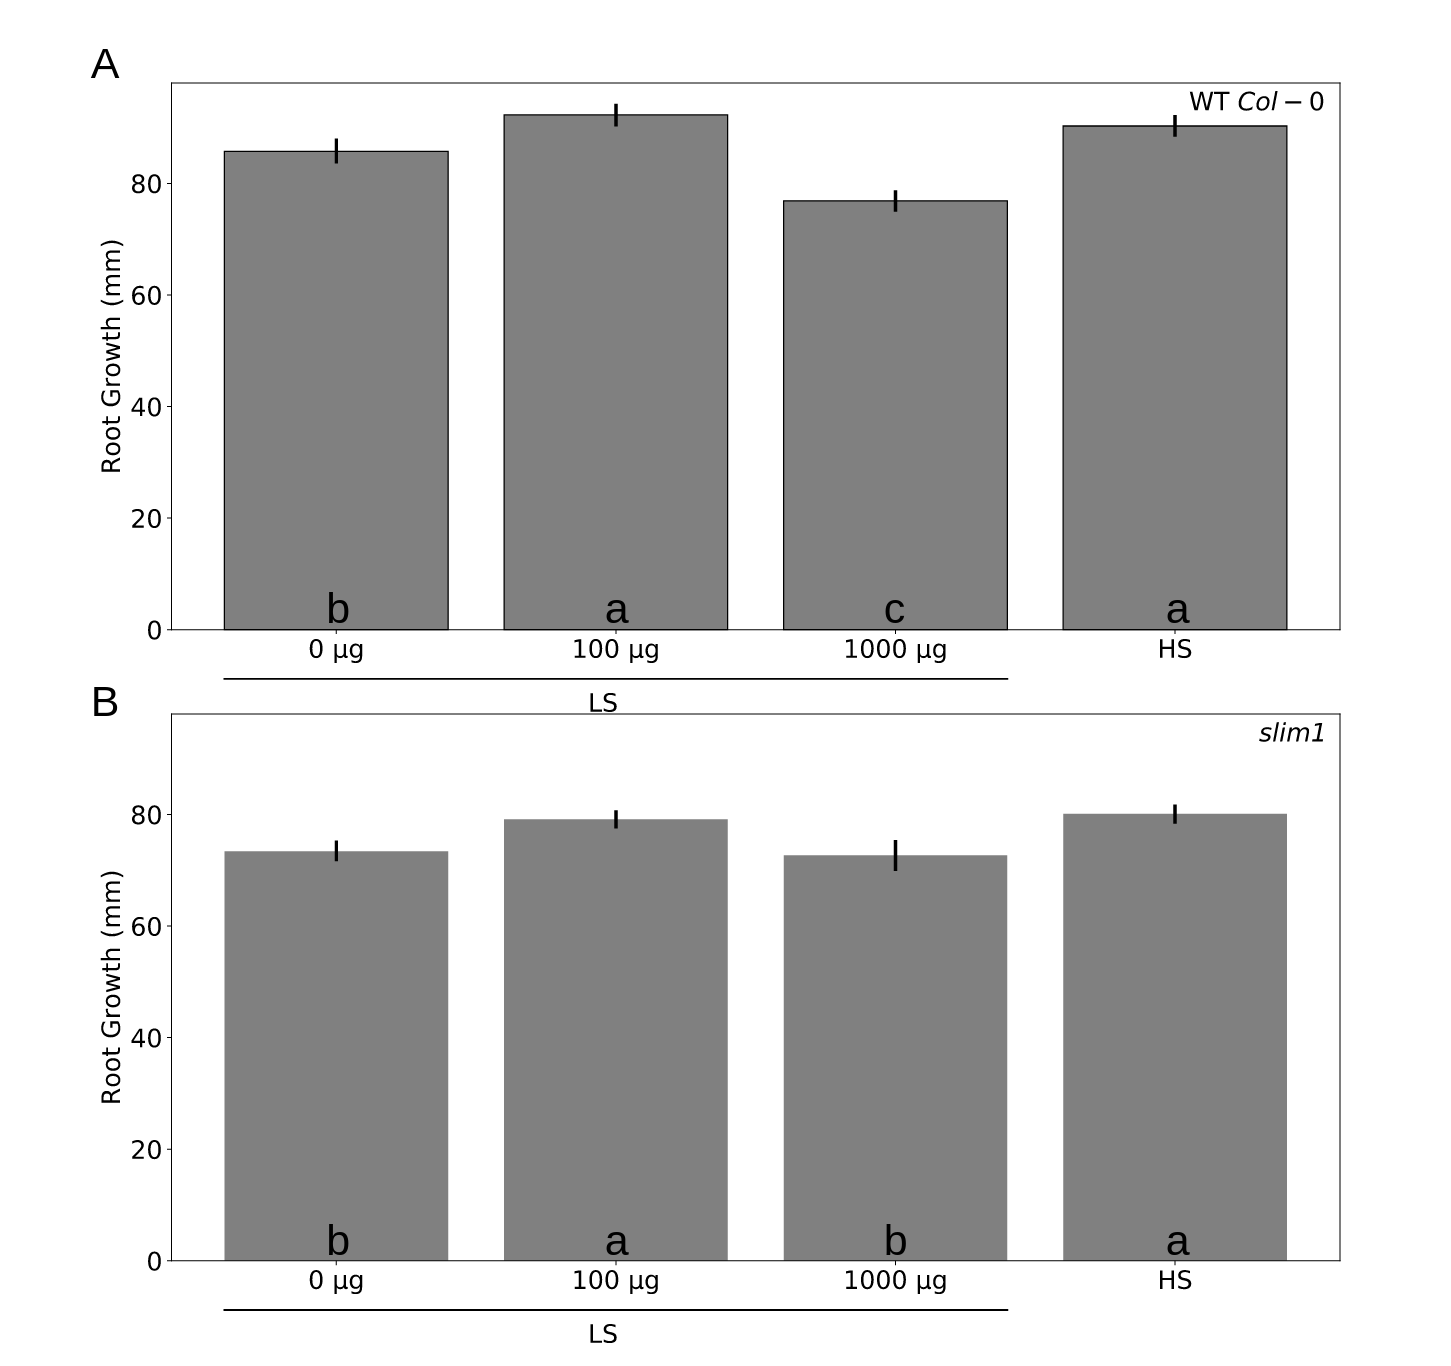 A
WT Col – 0
80
60
40
20
0
Root Growth (mm)
b a c a
0 µg 100 µg 1000 µg HS
LS
B
slim1
80
60
40
20
0
Root Growth (mm)
b a b a
0 µg 100 µg 1000 µg HS
LS